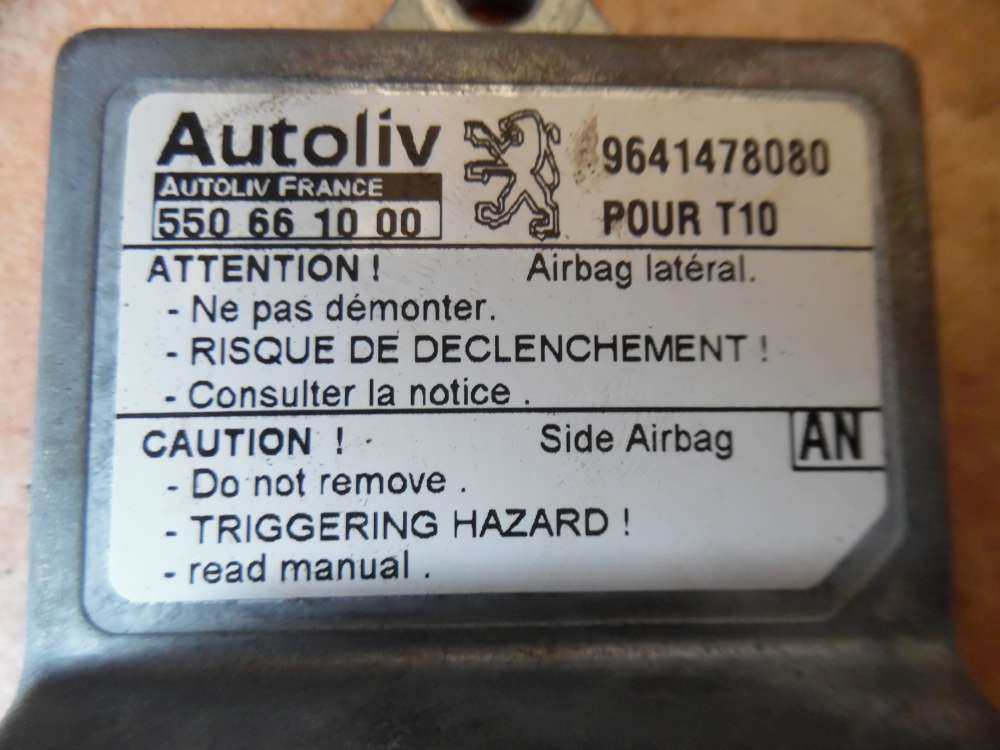 Autoliv
AUTOLIV FRANCE
550 66 10 00
9641478080
POUR T10
ATTENTION ! Airbag latéral.
- Ne pas démonter.
- RISQUE DE DECLENCHEMENT !
- Consulter la notice .
CAUTION ! Side Airbag AN
- Do not remove .
- TRIGGERING HAZARD !
- read manual .